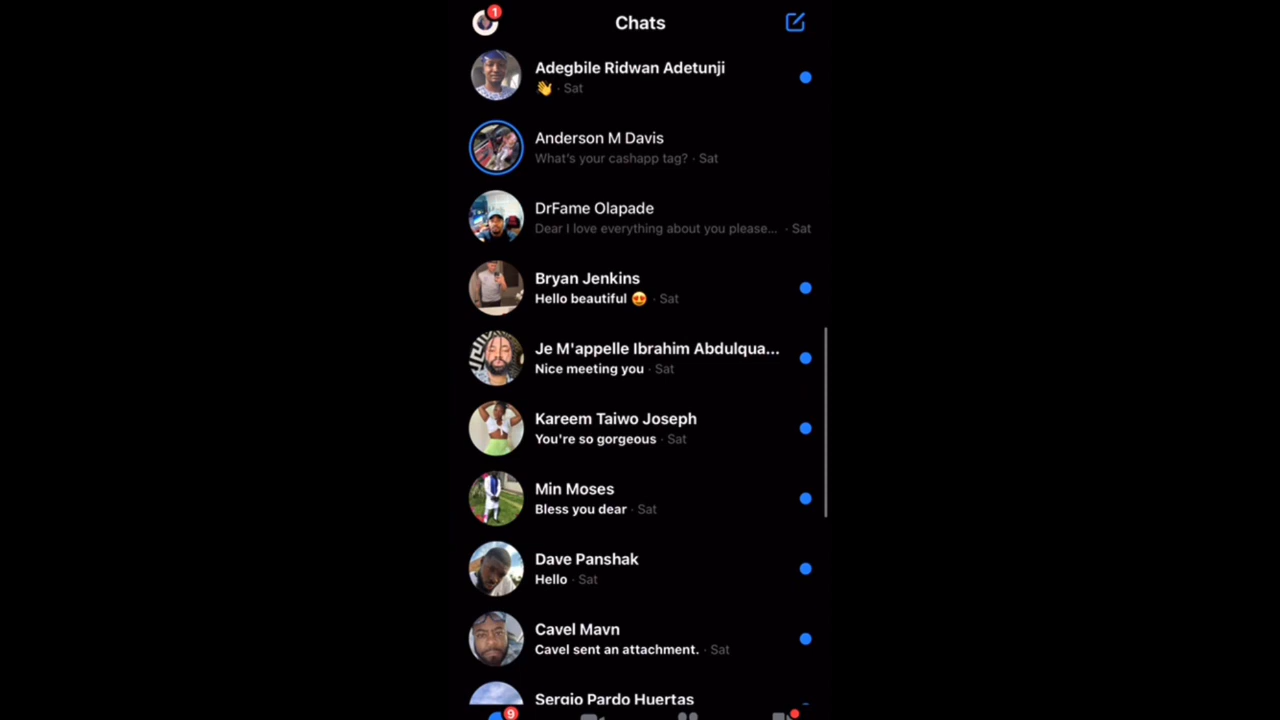 1
Chats
Adegbile Ridwan Adetunji
👋 · Sat
Anderson M Davis
What's your cashapp tag? · Sat
DrFame Olapade
Dear I love everything about you please... · Sat
Bryan Jenkins
Hello beautiful 😍 · Sat
Je M'appelle Ibrahim Abdulqua...
Nice meeting you · Sat
Kareem Taiwo Joseph
You're so gorgeous · Sat
Min Moses
Bless you dear · Sat
Dave Panshak
Hello · Sat
Cavel Mavn
Cavel sent an attachment. · Sat
Sergio Pardo Huertas
9